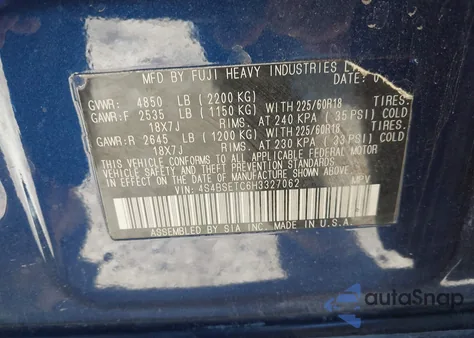 MFD BY FUJI HEAVY INDUSTRIES
DATE:
GVWR: 4850 LB (2200 KG)
GAWR:F 2535 LB (1150 KG) WITH 225/60R18 TIRES.
18X7J RIMS. AT 240 KPA (35 PSI) COLD
GAWR:R 2645 LB (1200 KG) WITH 225/60R18 TIRES.
18X7J RIMS. AT 230 KPA (33 PSI) COLD
THIS VEHICLE CONFORMS TO ALL APPLICABLE FEDERAL MOTOR
VEHICLE SAFETY AND THEFT PREVENTION STANDARDS
IN EFFECT ON THE DATE OF MANUFACTURE SHOWN ABOVE.
VIN: 4S4BSETC6H3327062 MPV
ASSEMBLED BY SIA INC. MADE IN U.S.A.
autoSnap